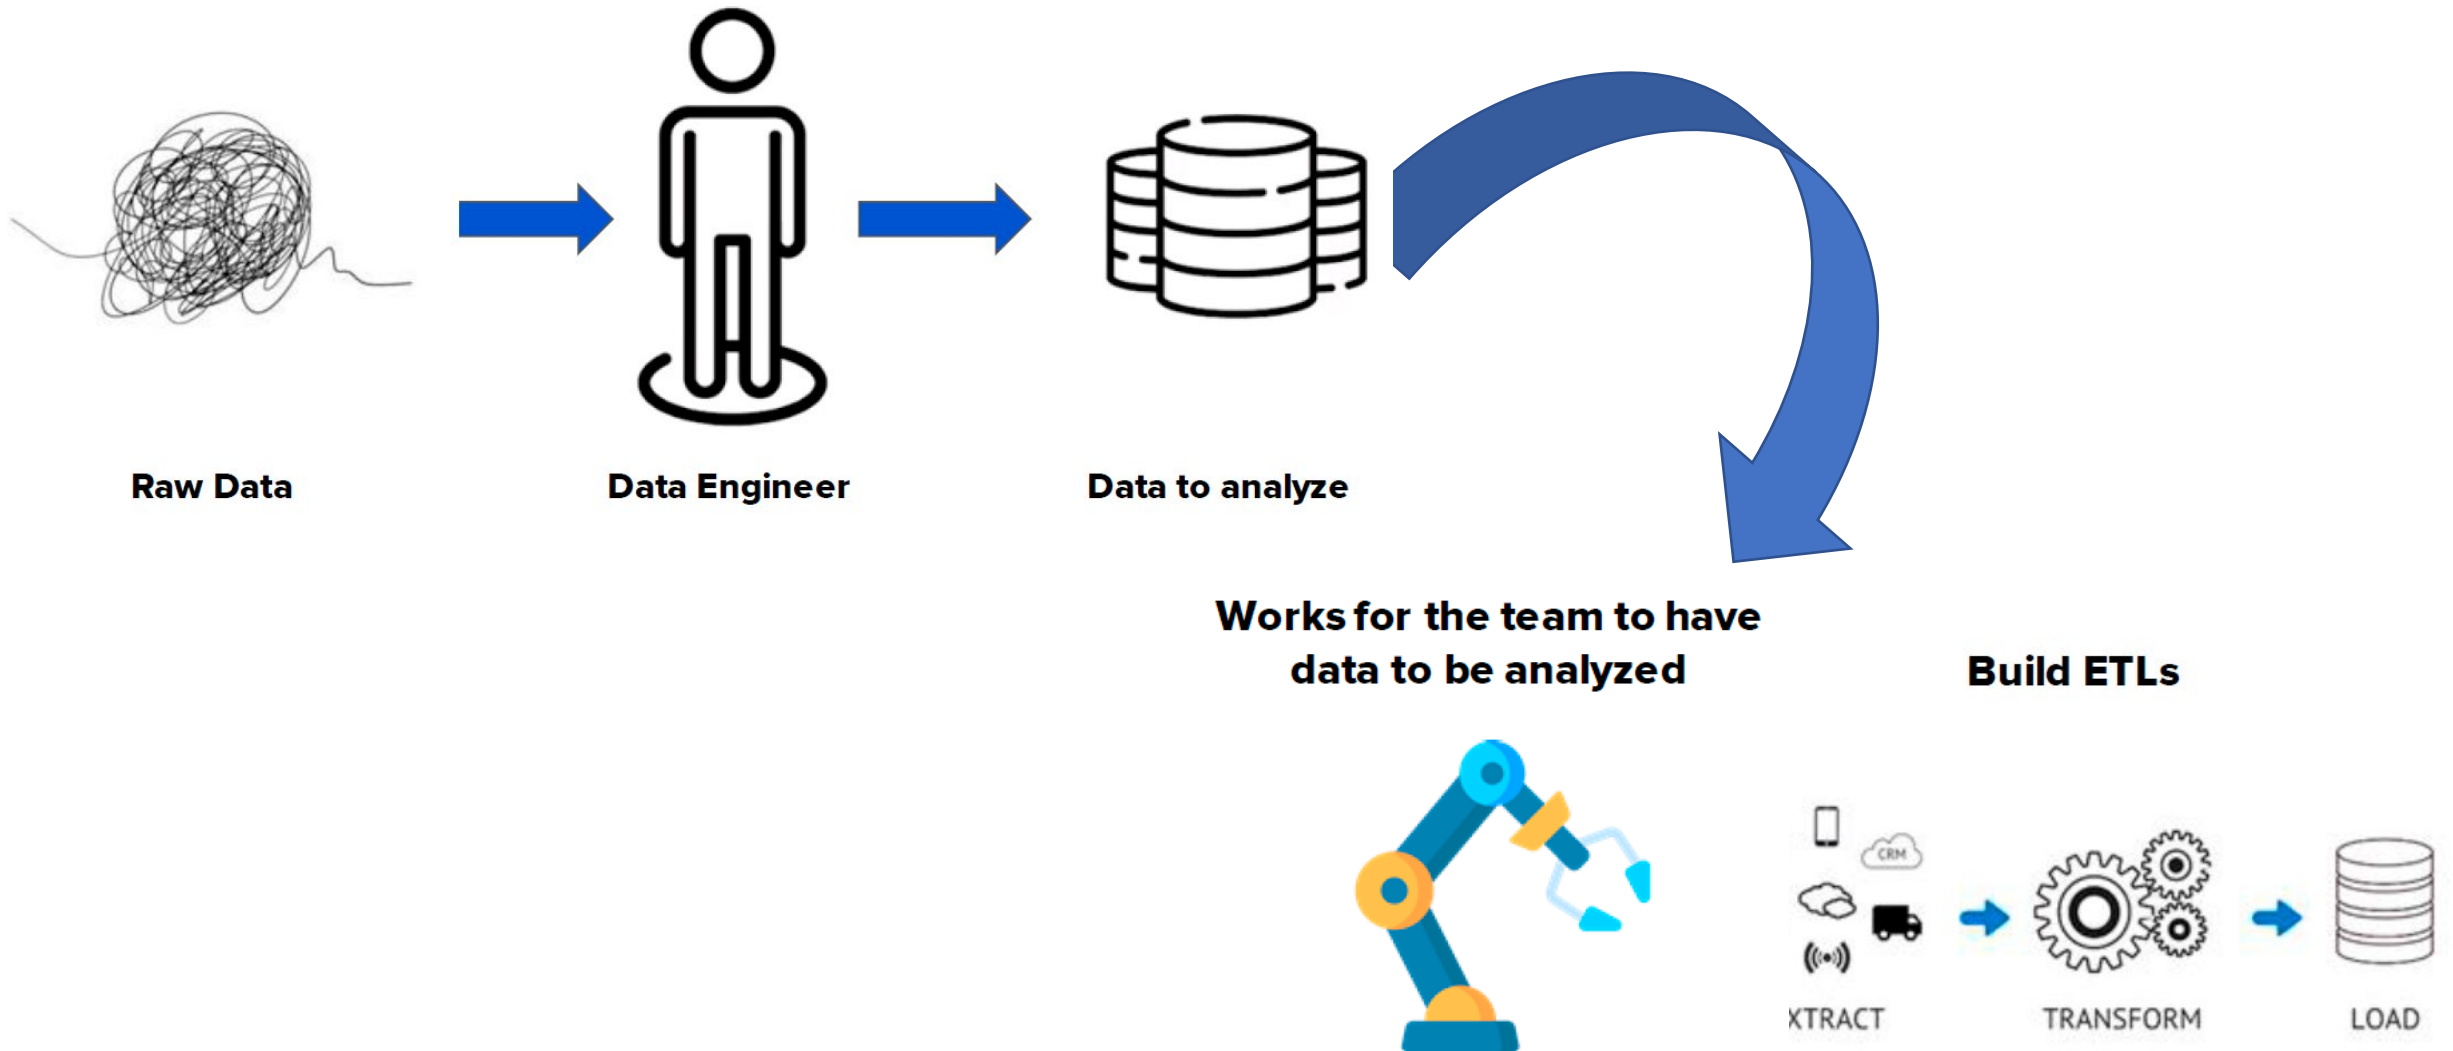 Raw Data
Data Engineer
Data to analyze
Works for the team to have
data to be analyzed
Build ETLs
CRM
XTRACT
TRANSFORM
LOAD